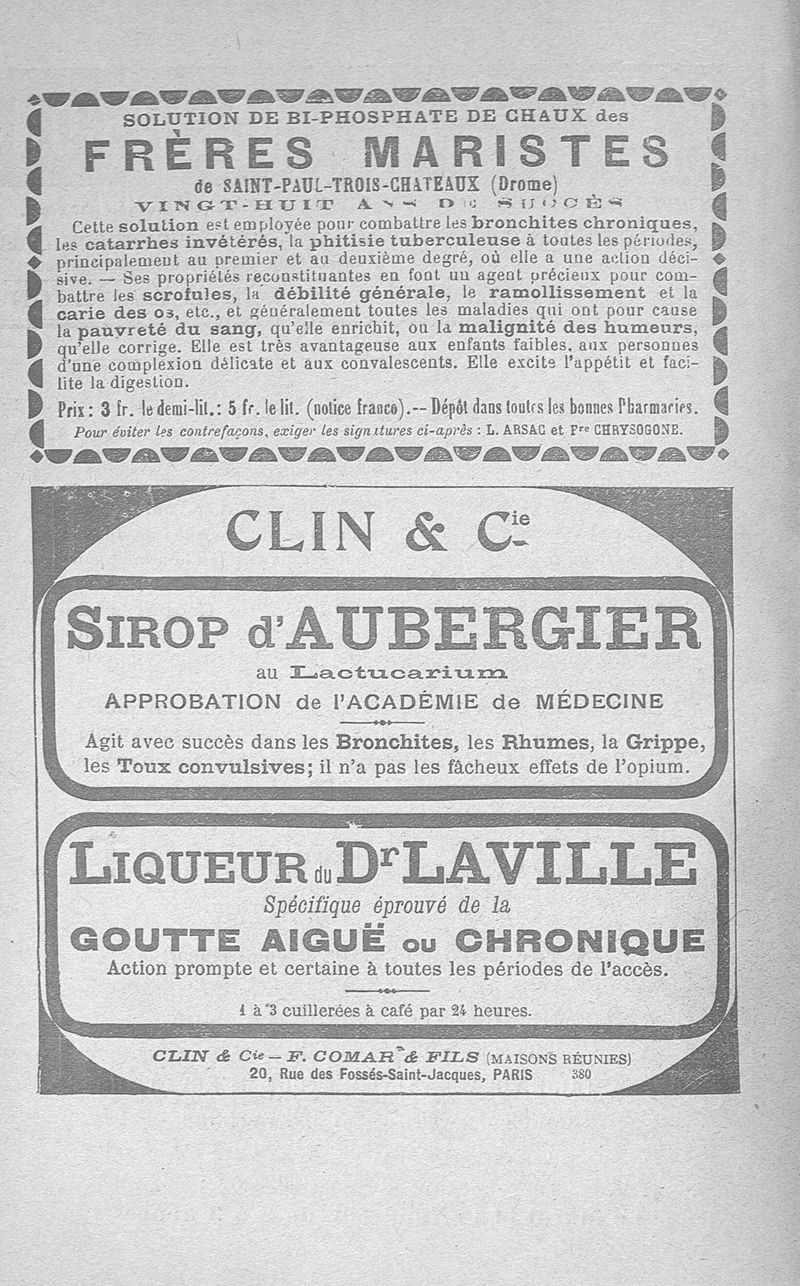 SOLUTION DE BI-PHOSPHATE DE CHAUX des
FRÈRES MARISTES
de SAINT-PAUL-TROIS-CHATEAUX (Drome)
VINGT-HUIT ANS DE SUCCÈS
Cette solution est employée pour combattre les bronchites chroniques,
les catarrhes invétérés, la phitisie tuberculeuse à toutes les périodes,
principalement au premier et au deuxième degré, où elle a une action déci-
sive. — Ses propriétés reconstituantes en font un agent précieux pour com-
battre les scrofules, la débilité générale, le ramollissement et la
carie des os, etc., et généralement toutes les maladies qui ont pour cause
la pauvreté du sang, qu'elle enrichit, ou la malignité des humeurs,
qu'elle corrige. Elle est très avantageuse aux enfants faibles, aux personnes
d'une complexion délicate et aux convalescents. Elle excite l'appétit et faci-
lite la digestion.
Prix : 3 fr. le demi-lit. : 5 fr. le lit. (notice franco).-- Dépôt dans toutes les bonnes Pharmacies.
Pour éviter les contrefaçons, exiger les signatures ci-après : L. ARSAC et Fre CHRYSOGONE.
CLIN & Cie
SIROP d'AUBERGIER
au Lactucarium
APPROBATION de l'ACADÉMIE de MÉDECINE
Agit avec succès dans les Bronchites, les Rhumes, la Grippe,
les Toux convulsives; il n'a pas les fâcheux effets de l'opium.
LIQUEUR du Dr LAVILLE
Spécifique éprouvé de la
GOUTTE AIGUË OU CHRONIQUE
Action prompte et certaine à toutes les périodes de l'accès.
1 à 3 cuillerées à café par 24 heures.
CLIN & Cie — F. COMAR & FILS (MAISONS RÉUNIES)
20, Rue des Fossés-Saint-Jacques, PARIS 380